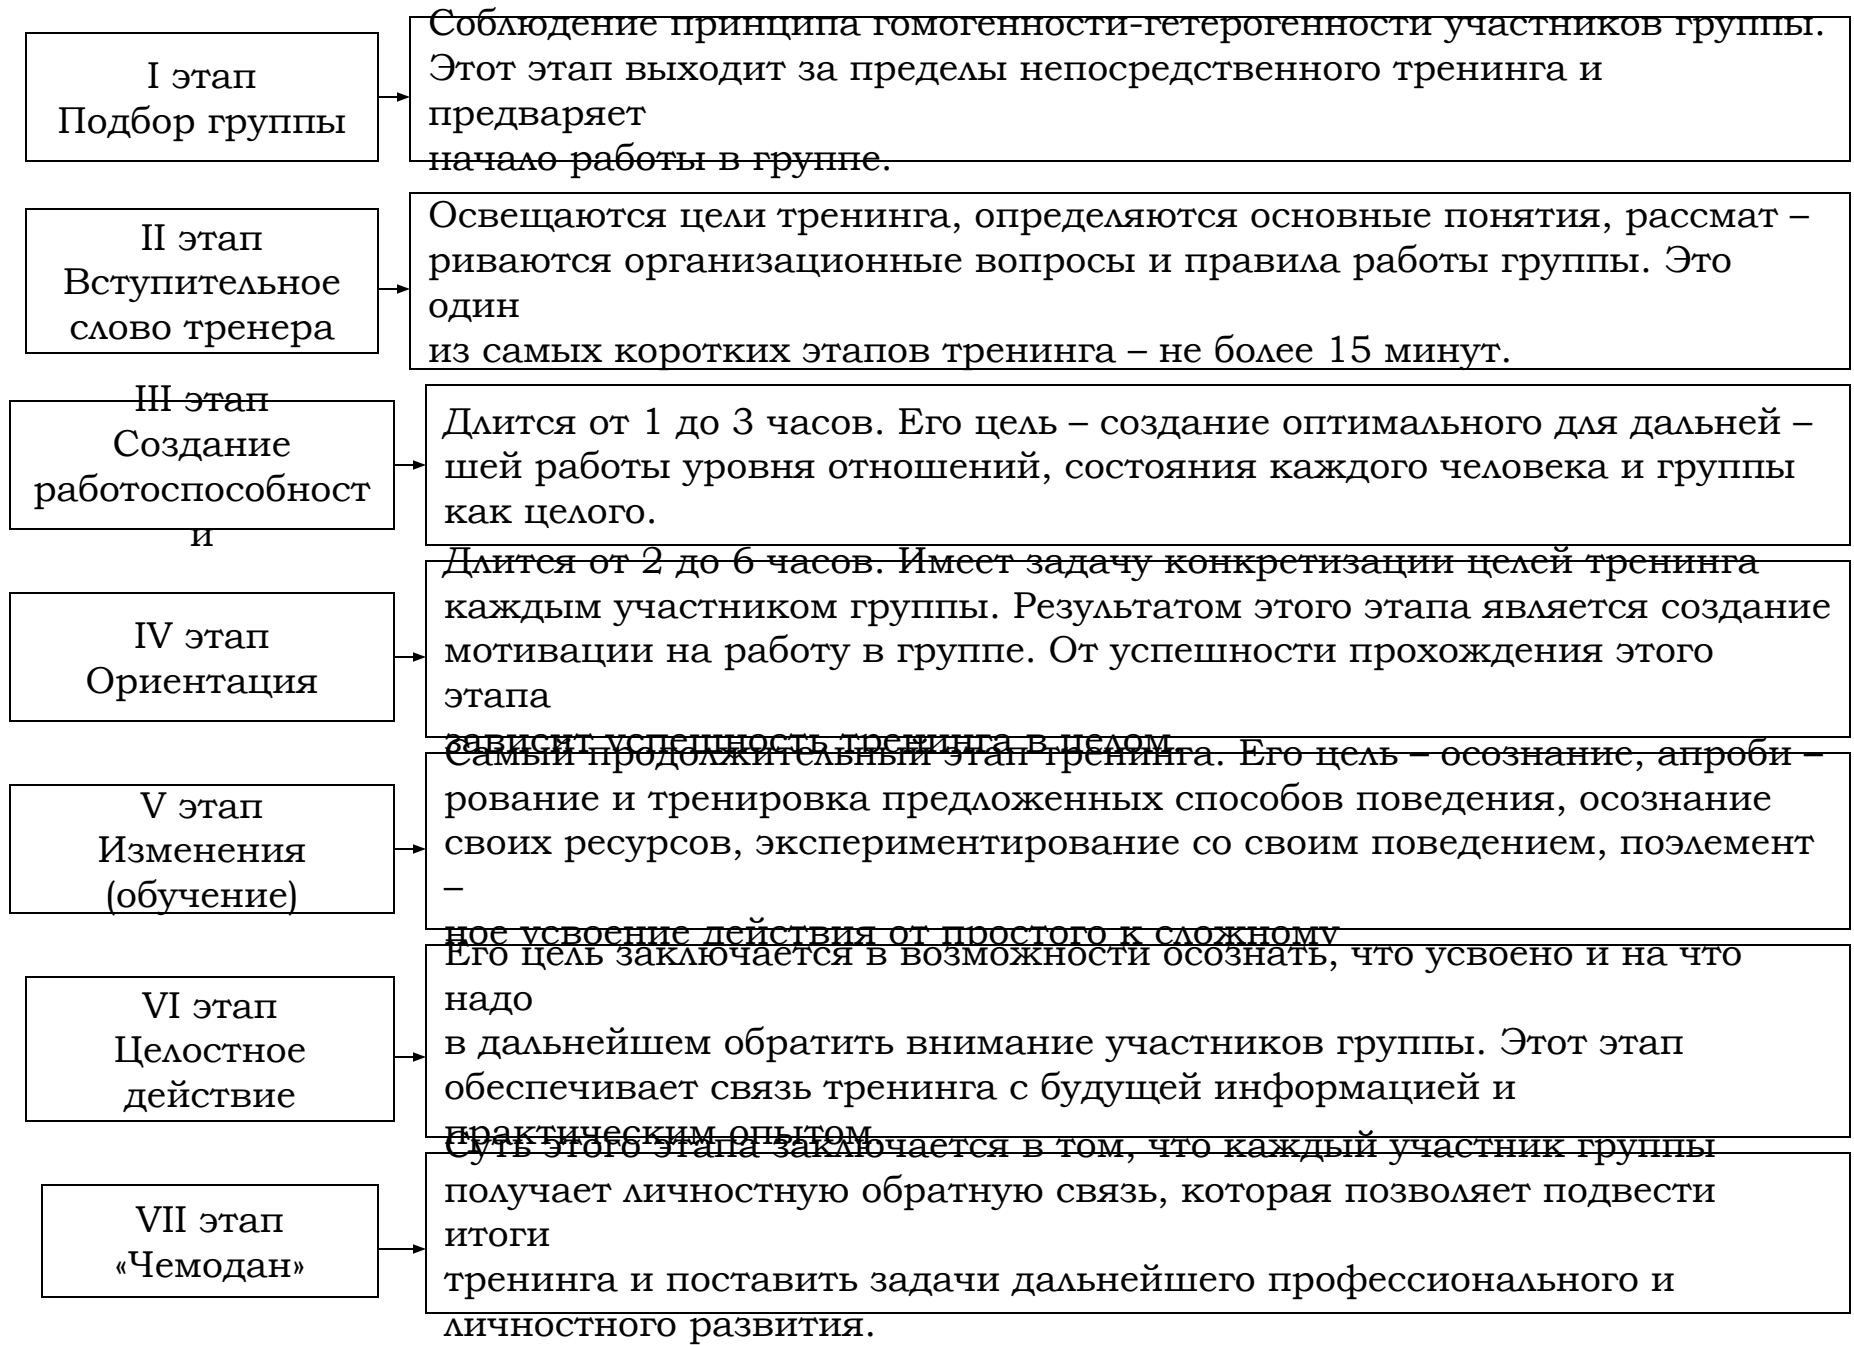 I этап
Подбор группы
Соблюдение принципа гомогенности-гетерогенности участников группы.
Этот этап выходит за пределы непосредственного тренинга и
предваряет
начало работы в группе.
II этап
Вступительное
слово тренера
Освещаются цели тренинга, определяются основные понятия, рассмат –
риваются организационные вопросы и правила работы группы. Это
один
из самых коротких этапов тренинга – не более 15 минут.
III этап
Создание
работоспособност
и
Длится от 1 до 3 часов. Его цель – создание оптимального для дальней –
шей работы уровня отношений, состояния каждого человека и группы
как целого.
IV этап
Ориентация
Длится от 2 до 6 часов. Имеет задачу конкретизации целей тренинга
каждым участником группы. Результатом этого этапа является создание
мотивации на работу в группе. От успешности прохождения этого
этапа
зависит успешность тренинга в целом.
V этап
Изменения
(обучение)
Самый продолжительный этап тренинга. Его цель – осознание, апроби –
рование и тренировка предложенных способов поведения, осознание
своих ресурсов, экспериментирование со своим поведением, поэлемент
–
ное усвоение действия от простого к сложному
VI этап
Целостное
действие
Его цель заключается в возможности осознать, что усвоено и на что
надо
в дальнейшем обратить внимание участников группы. Этот этап
обеспечивает связь тренинга с будущей информацией и
практическим опытом.
VII этап
«Чемодан»
Суть этого этапа заключается в том, что каждый участник группы
получает личностную обратную связь, которая позволяет подвести
итоги
тренинга и поставить задачи дальнейшего профессионального и
личностного развития.